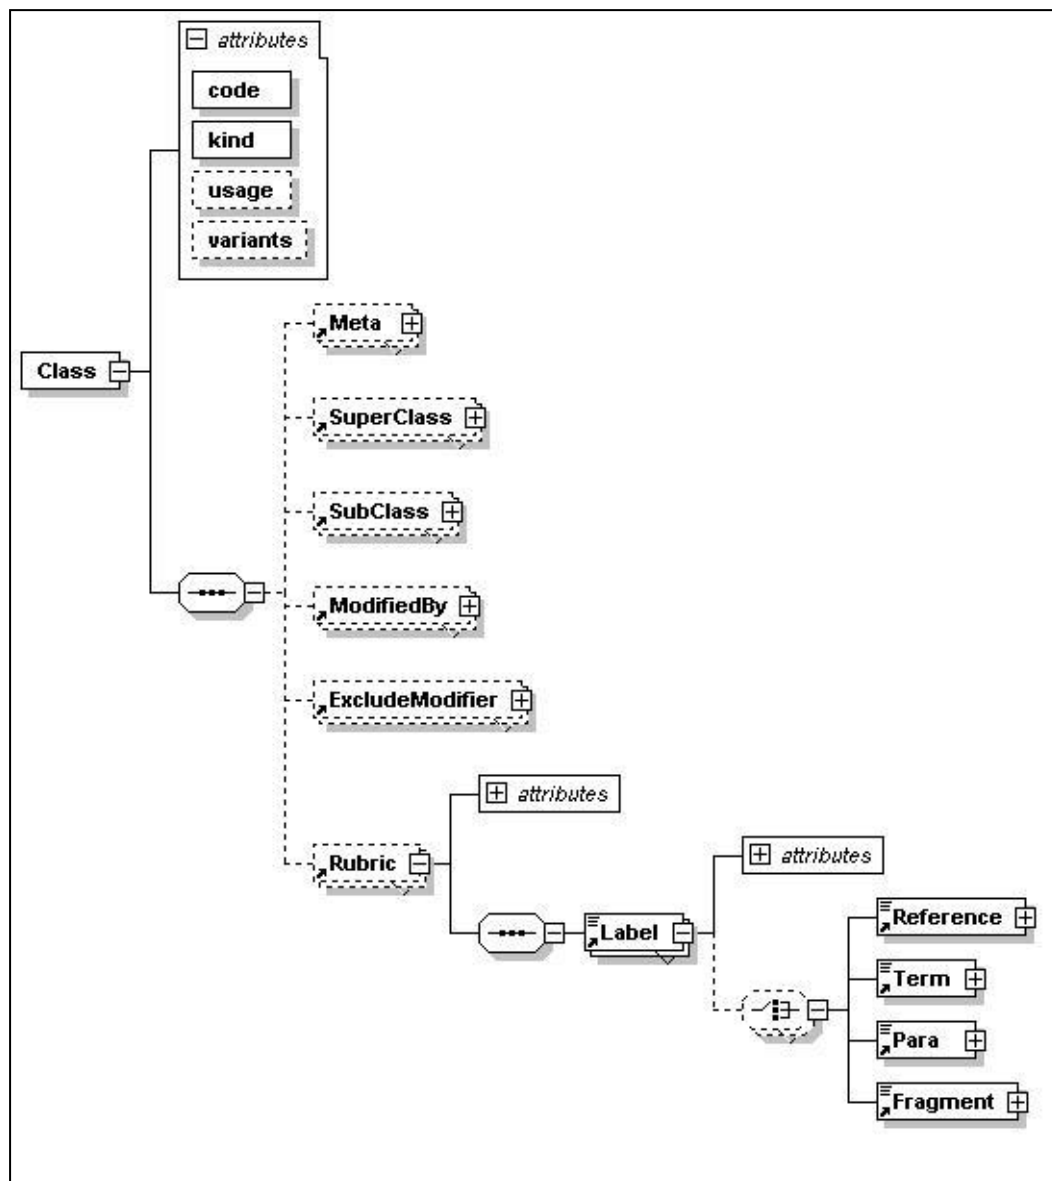 attributes
code
kind
usage
variants
Meta
Class
SuperClass
SubClass
ModifiedBy
ExcludeModifier
attributes
Rubric
attributes
Label
Reference
Term
Para
Fragment